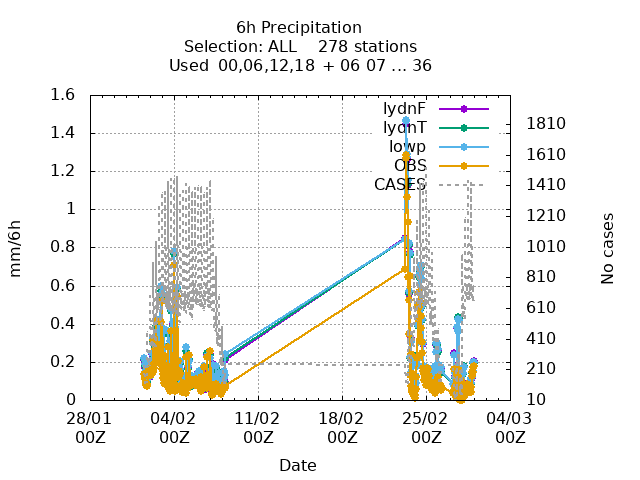 6h Precipitation
Selection: ALL    278 stations
Used  00,06,12,18  + 06 07 ... 36
mm/6h
No cases
lydnF
lydnT
lowp
OBS
CASES
1.6
1.4
1.2
1
0.8
0.6
0.4
0.2
0
1810
1610
1410
1210
1010
810
610
410
210
10
28/01 04/02 11/02 18/02 25/02 04/03
00Z 00Z 00Z 00Z 00Z 00Z
Date